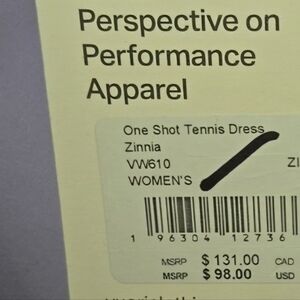 Perspective on
Performance
Apparel
One Shot Tennis Dress
Zinnia
VW610 ZI
WOMEN'S
1 96304 12736
MSRP $ 131.00 CAD
MSRP $ 98.00 USD